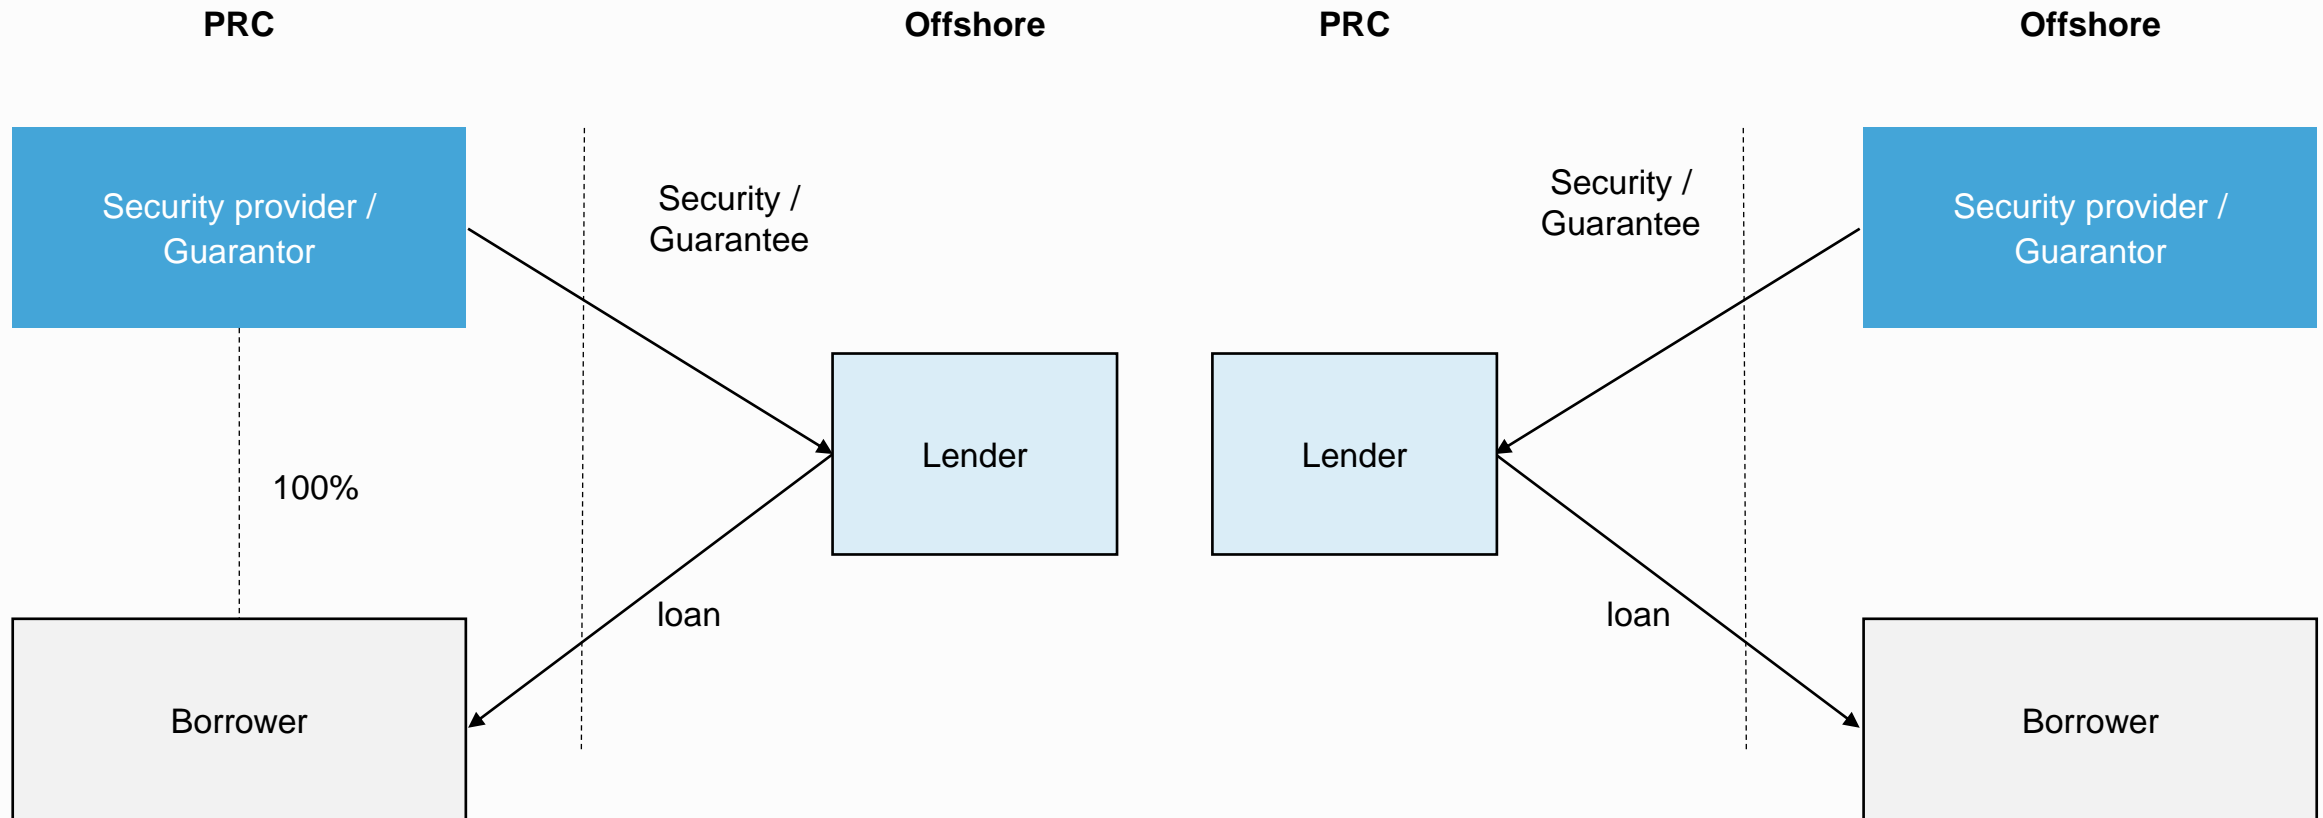 PRC
Offshore
Security provider /
Guarantor
Security /
Guarantee
Lender
100%
loan
Borrower
PRC
Offshore
Security /
Guarantee
Security provider /
Guarantor
Lender
loan
Borrower